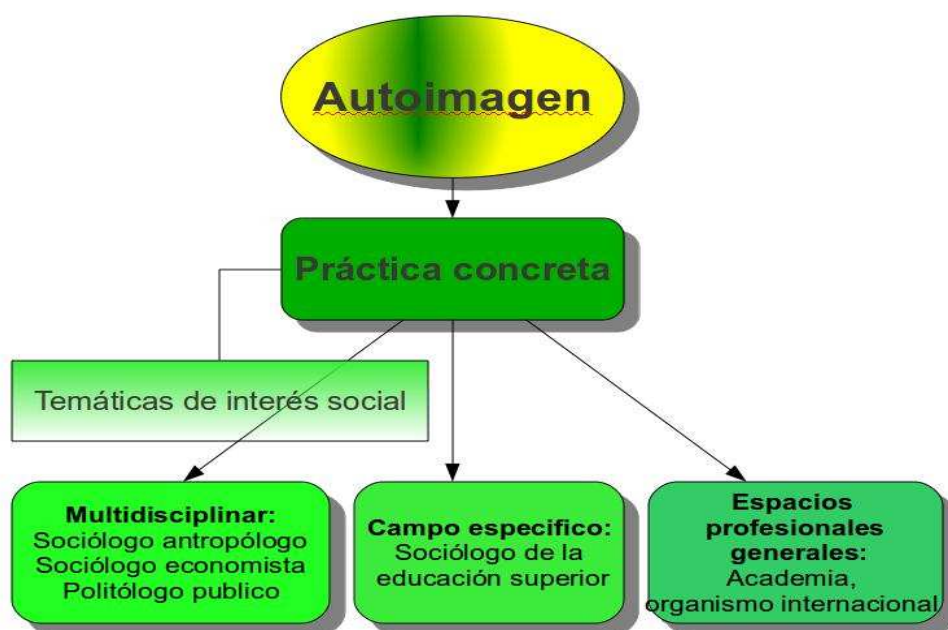 Autoimagen
Práctica concreta
Temáticas de interés social
Multidisciplinar:
Sociólogo antropólogo
Sociólogo economista
Politólogo publico
Campo especifico:
Sociólogo de la
educación superior
Espacios
profesionales
generales:
Academia,
organismo internacional